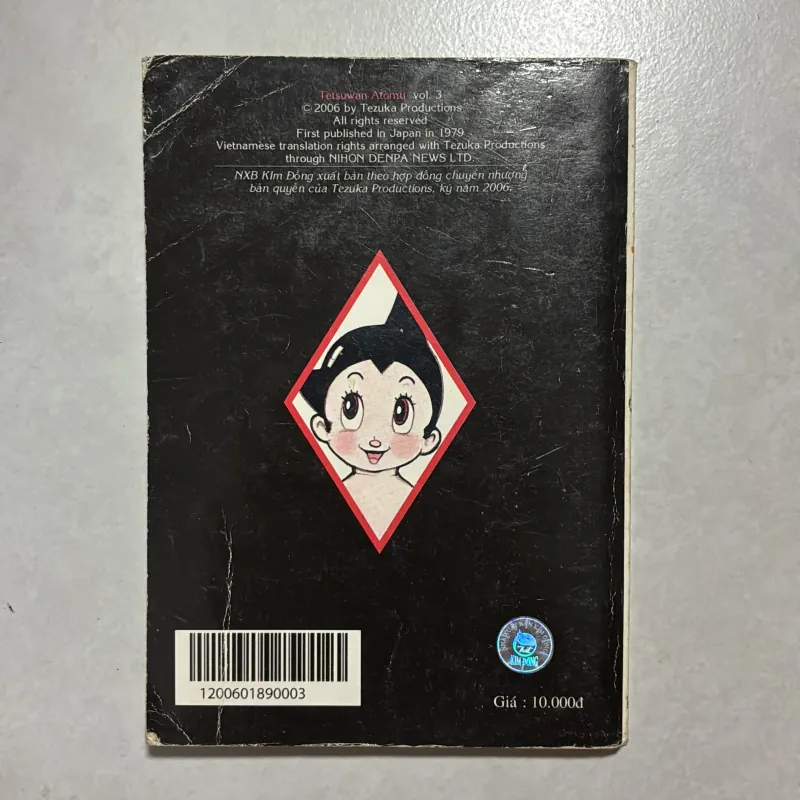 Tetsuwan Atomu vol. 3
© 2006 by Tezuka Productions
All rights reserved
First published in Japan in 1979
Vietnamese translation rights arranged with Tezuka Productions
through NIHON DENPA NEWS LTD.
NXB KIm Đồng xuất bản theo hợp đồng chuyển nhượng
bản quyền của Tezuka Productions, ký năm 2006.
KIM ĐỒNG
1200601890003
Giá : 10.000đ